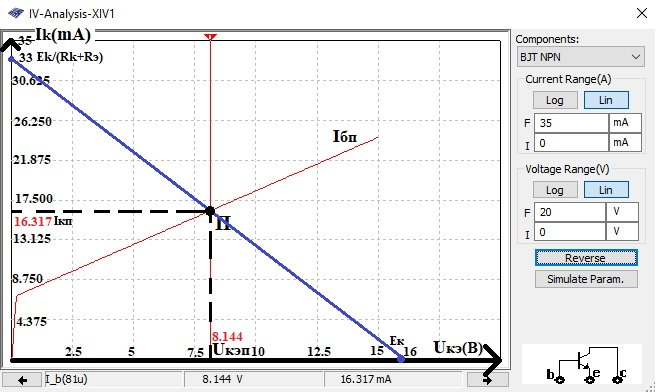 IV-Analysis-XIV1
35 Iк(mA)
33 Eк/(Rк+Rэ)
30.625
26.250
21.875
17.500
16.317 Iкп
13.125
8.750
4.375
Iбп
П
8.144
Eк
Uкэ(В)
2.5 5 7.5 Uкэп 10 12.5 15 16
I_b(81u) 8.144 V 16.317 mA
Components:
BJT NPN
Current Range(A)
Log Lin
F 35 mA
I 0 mA
Voltage Range(V)
Log Lin
F 20 V
I 0 V
Reverse
Simulate Param.
b e c